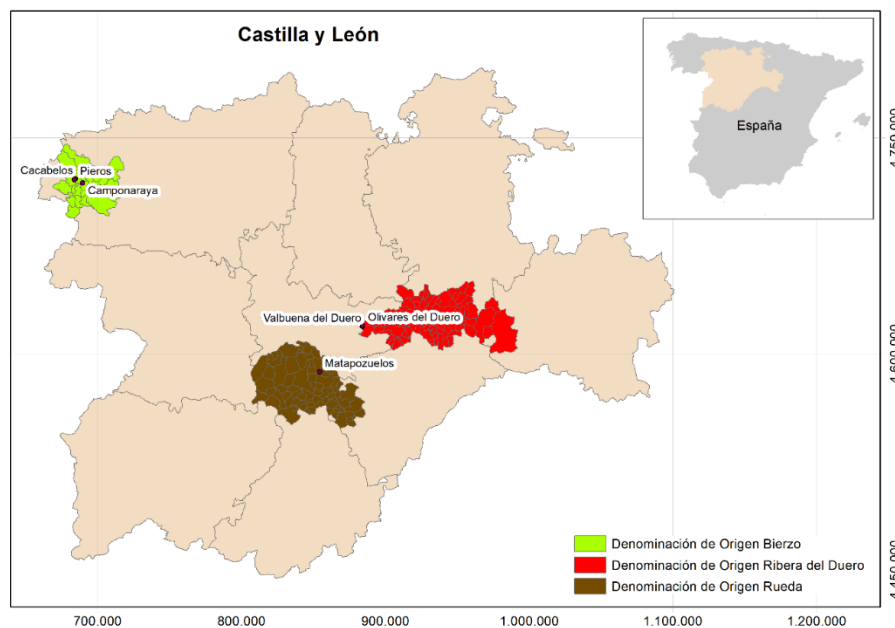 Castilla y León
España
4.750.000
Cacabelos
Pieros
Camponaraya
Valbuena del Duero
Olivares del Duero
4.600.000
Matapozuelos
Denominación de Origen Bierzo
Denominación de Origen Ribera del Duero
Denominación de Origen Rueda
4.450.000
700.000
800.000
900.000
1.000.000
1.100.000
1.200.000